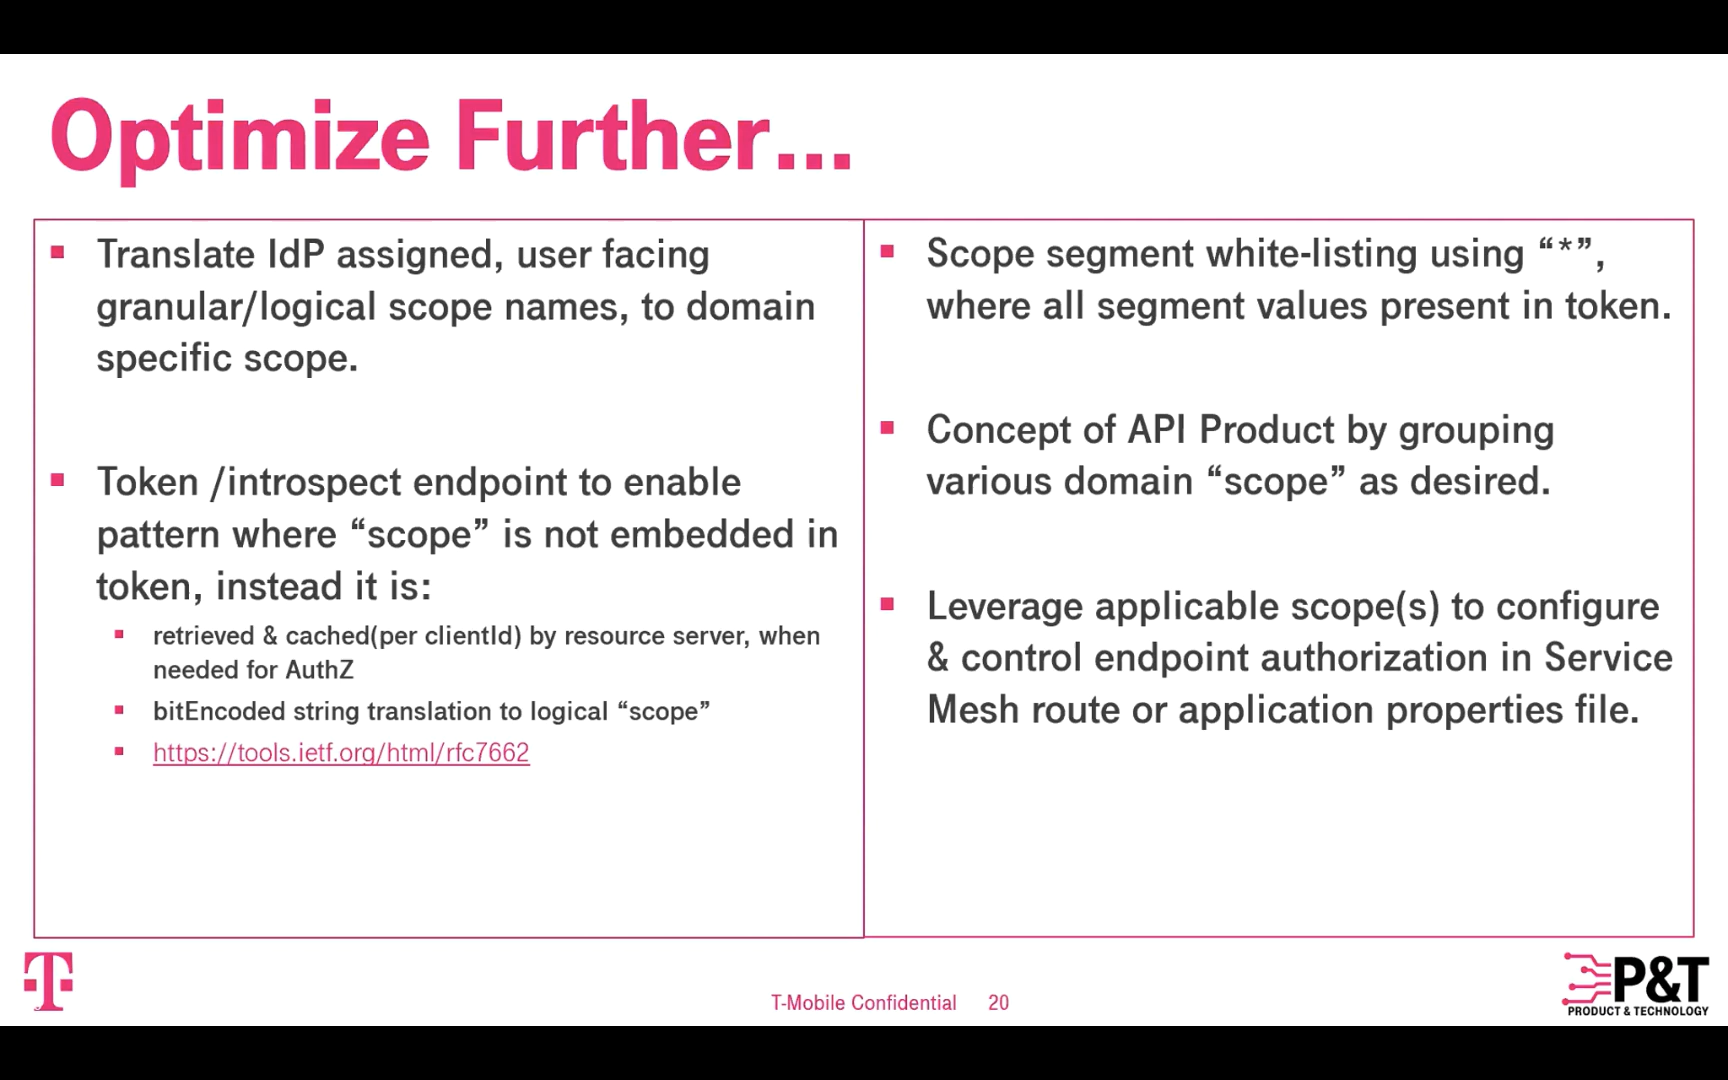 Optimize Further...
Translate IdP assigned, user facing
granular/logical scope names, to domain
specific scope.
Token /introspect endpoint to enable
pattern where “scope” is not embedded in
token, instead it is:
retrieved & cached(per clientId) by resource server, when
needed for AuthZ
bitEncoded string translation to logical “scope”
https://tools.ietf.org/html/rfc7662
Scope segment white-listing using “*”,
where all segment values present in token.
Concept of API Product by grouping
various domain “scope” as desired.
Leverage applicable scope(s) to configure
& control endpoint authorization in Service
Mesh route or application properties file.
T
T-Mobile Confidential 20
P&T
PRODUCT & TECHNOLOGY